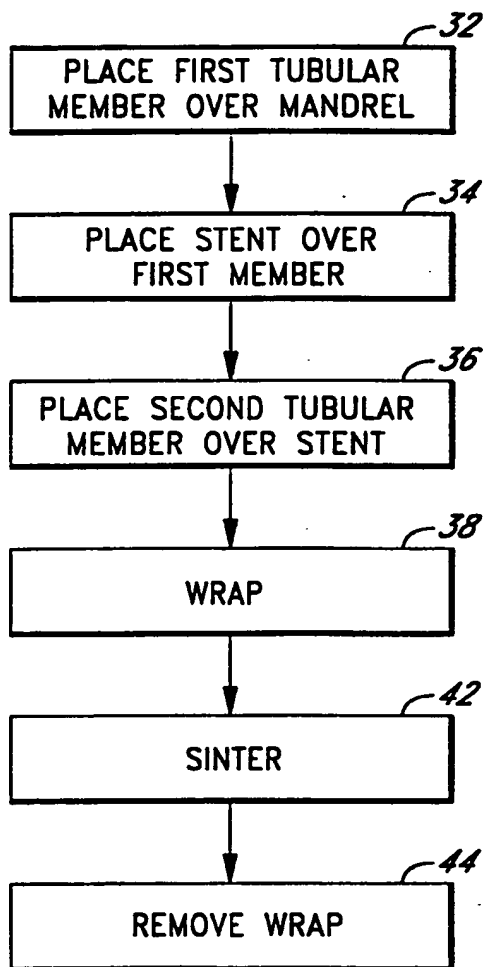 32
PLACE FIRST TUBULAR
MEMBER OVER MANDREL
34
PLACE STENT OVER
FIRST MEMBER
36
PLACE SECOND TUBULAR
MEMBER OVER STENT
38
WRAP
42
SINTER
44
REMOVE WRAP